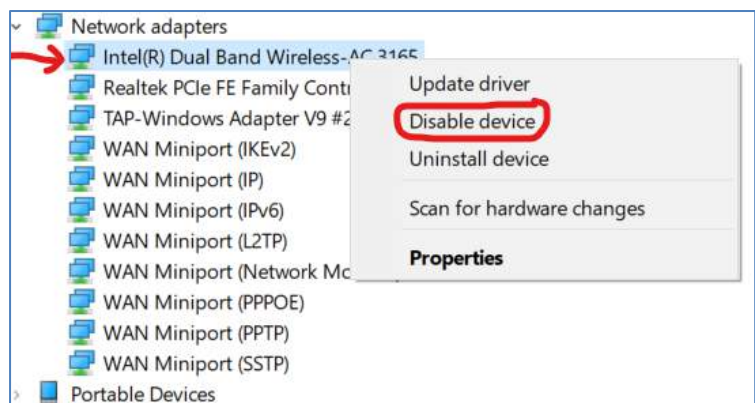 Network adapters
Intel(R) Dual Band Wireless-AC 3165
Realtek PCIe FE Family Cont
TAP-Windows Adapter V9 #2
WAN Miniport (IKEv2)
WAN Miniport (IP)
WAN Miniport (IPv6)
WAN Miniport (L2TP)
WAN Miniport (Network Mo
WAN Miniport (PPPOE)
WAN Miniport (PPTP)
WAN Miniport (SSTP)
Portable Devices
Update driver
Disable device
Uninstall device
Scan for hardware changes
Properties